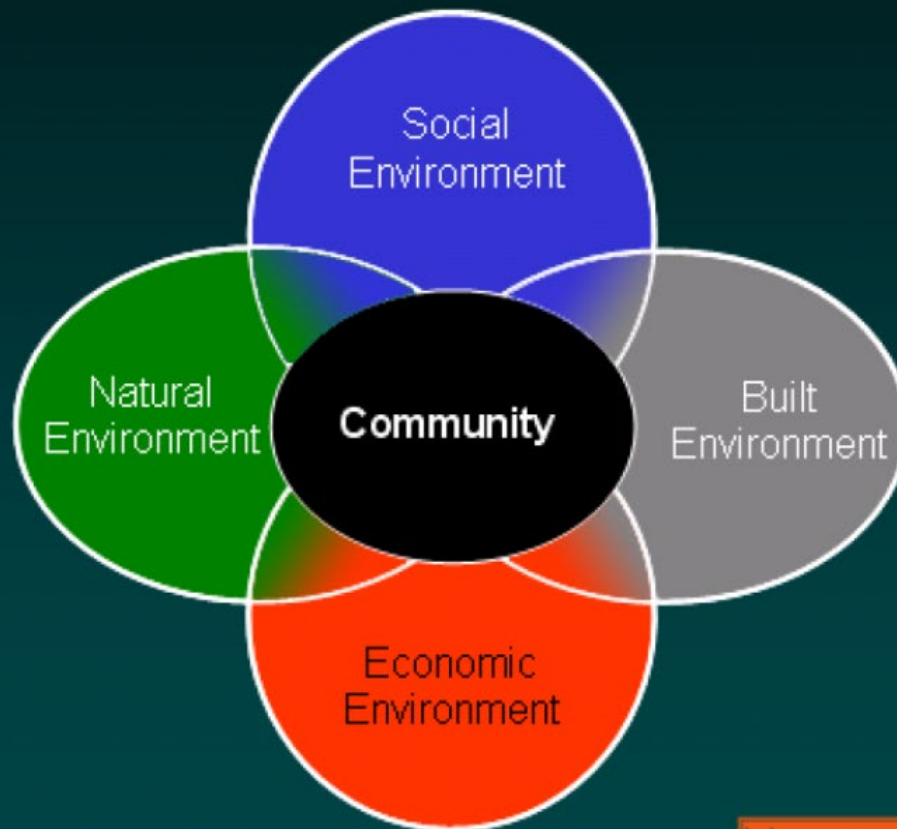 Social
Environment
Natural
Environment
Community
Built
Environment
Economic
Environment